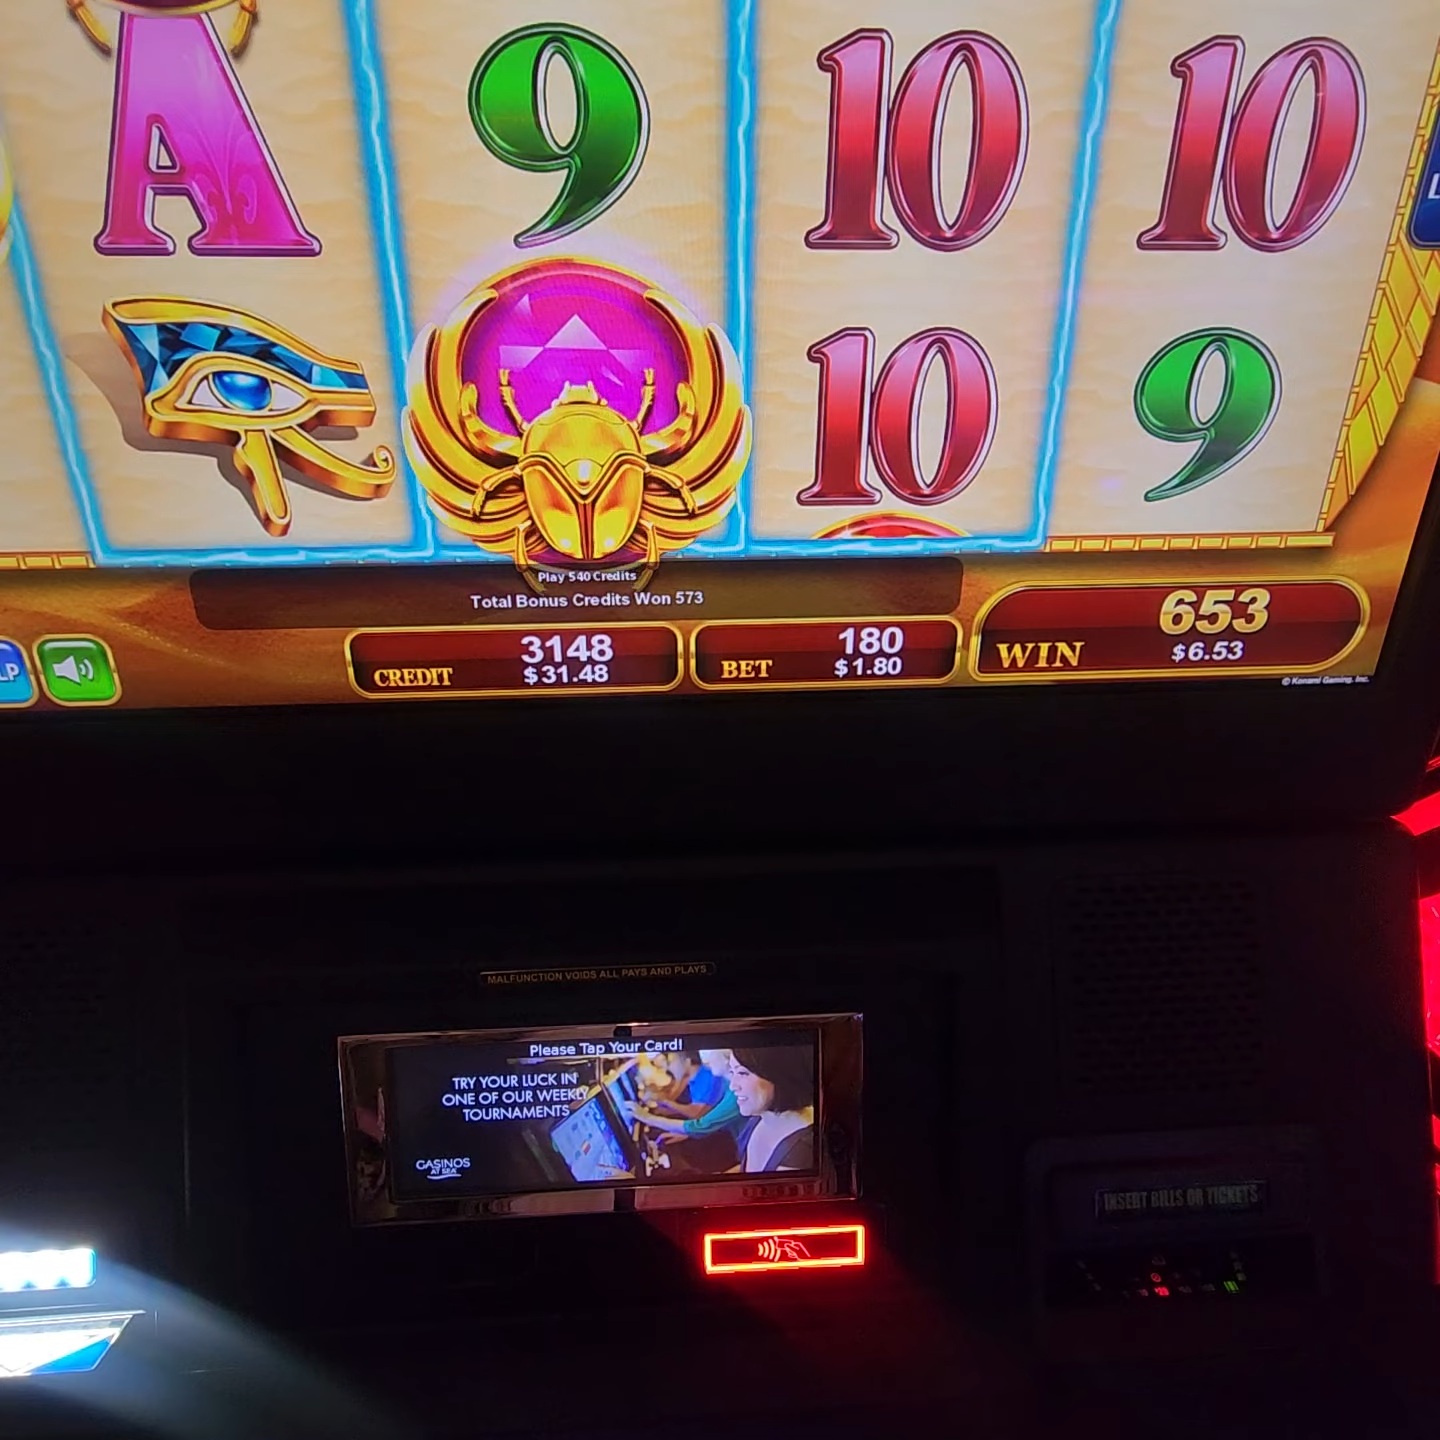 A 9 10 10
10 9
Play 540 Credits
Total Bonus Credits Won 573
LP
CREDIT 3148
$31.48
BET 180
$1.80
WIN 653
$6.53
© Konami Gaming, Inc.
MALFUNCTION VOIDS ALL PAYS AND PLAYS
Please Tap Your Card!
TRY YOUR LUCK IN
ONE OF OUR WEEKLY
TOURNAMENTS
CASINOS
AT SEA
INSERT BILLS OR TICKETS